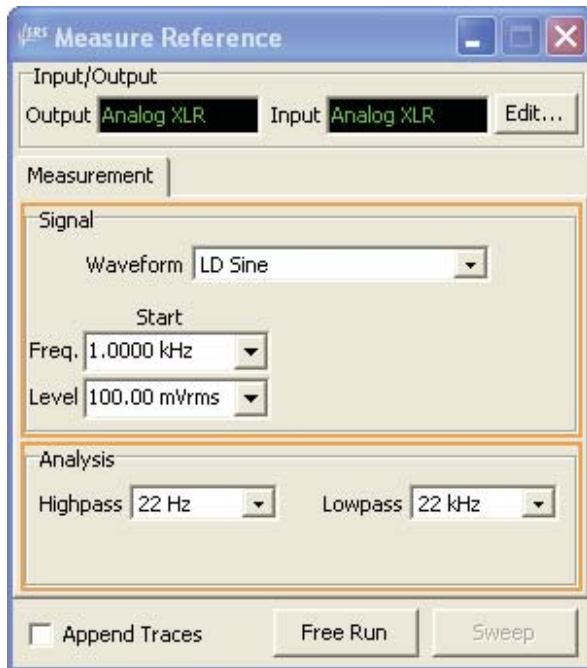 SRS Measure Reference
Input/Output
Output Analog XLR Input Analog XLR Edit...
Measurement
Signal
Waveform LD Sine
Start
Freq. 1.0000 kHz
Level 100.00 mVrms
Analysis
Highpass 22 Hz Lowpass 22 kHz
Append Traces Free Run Sweep